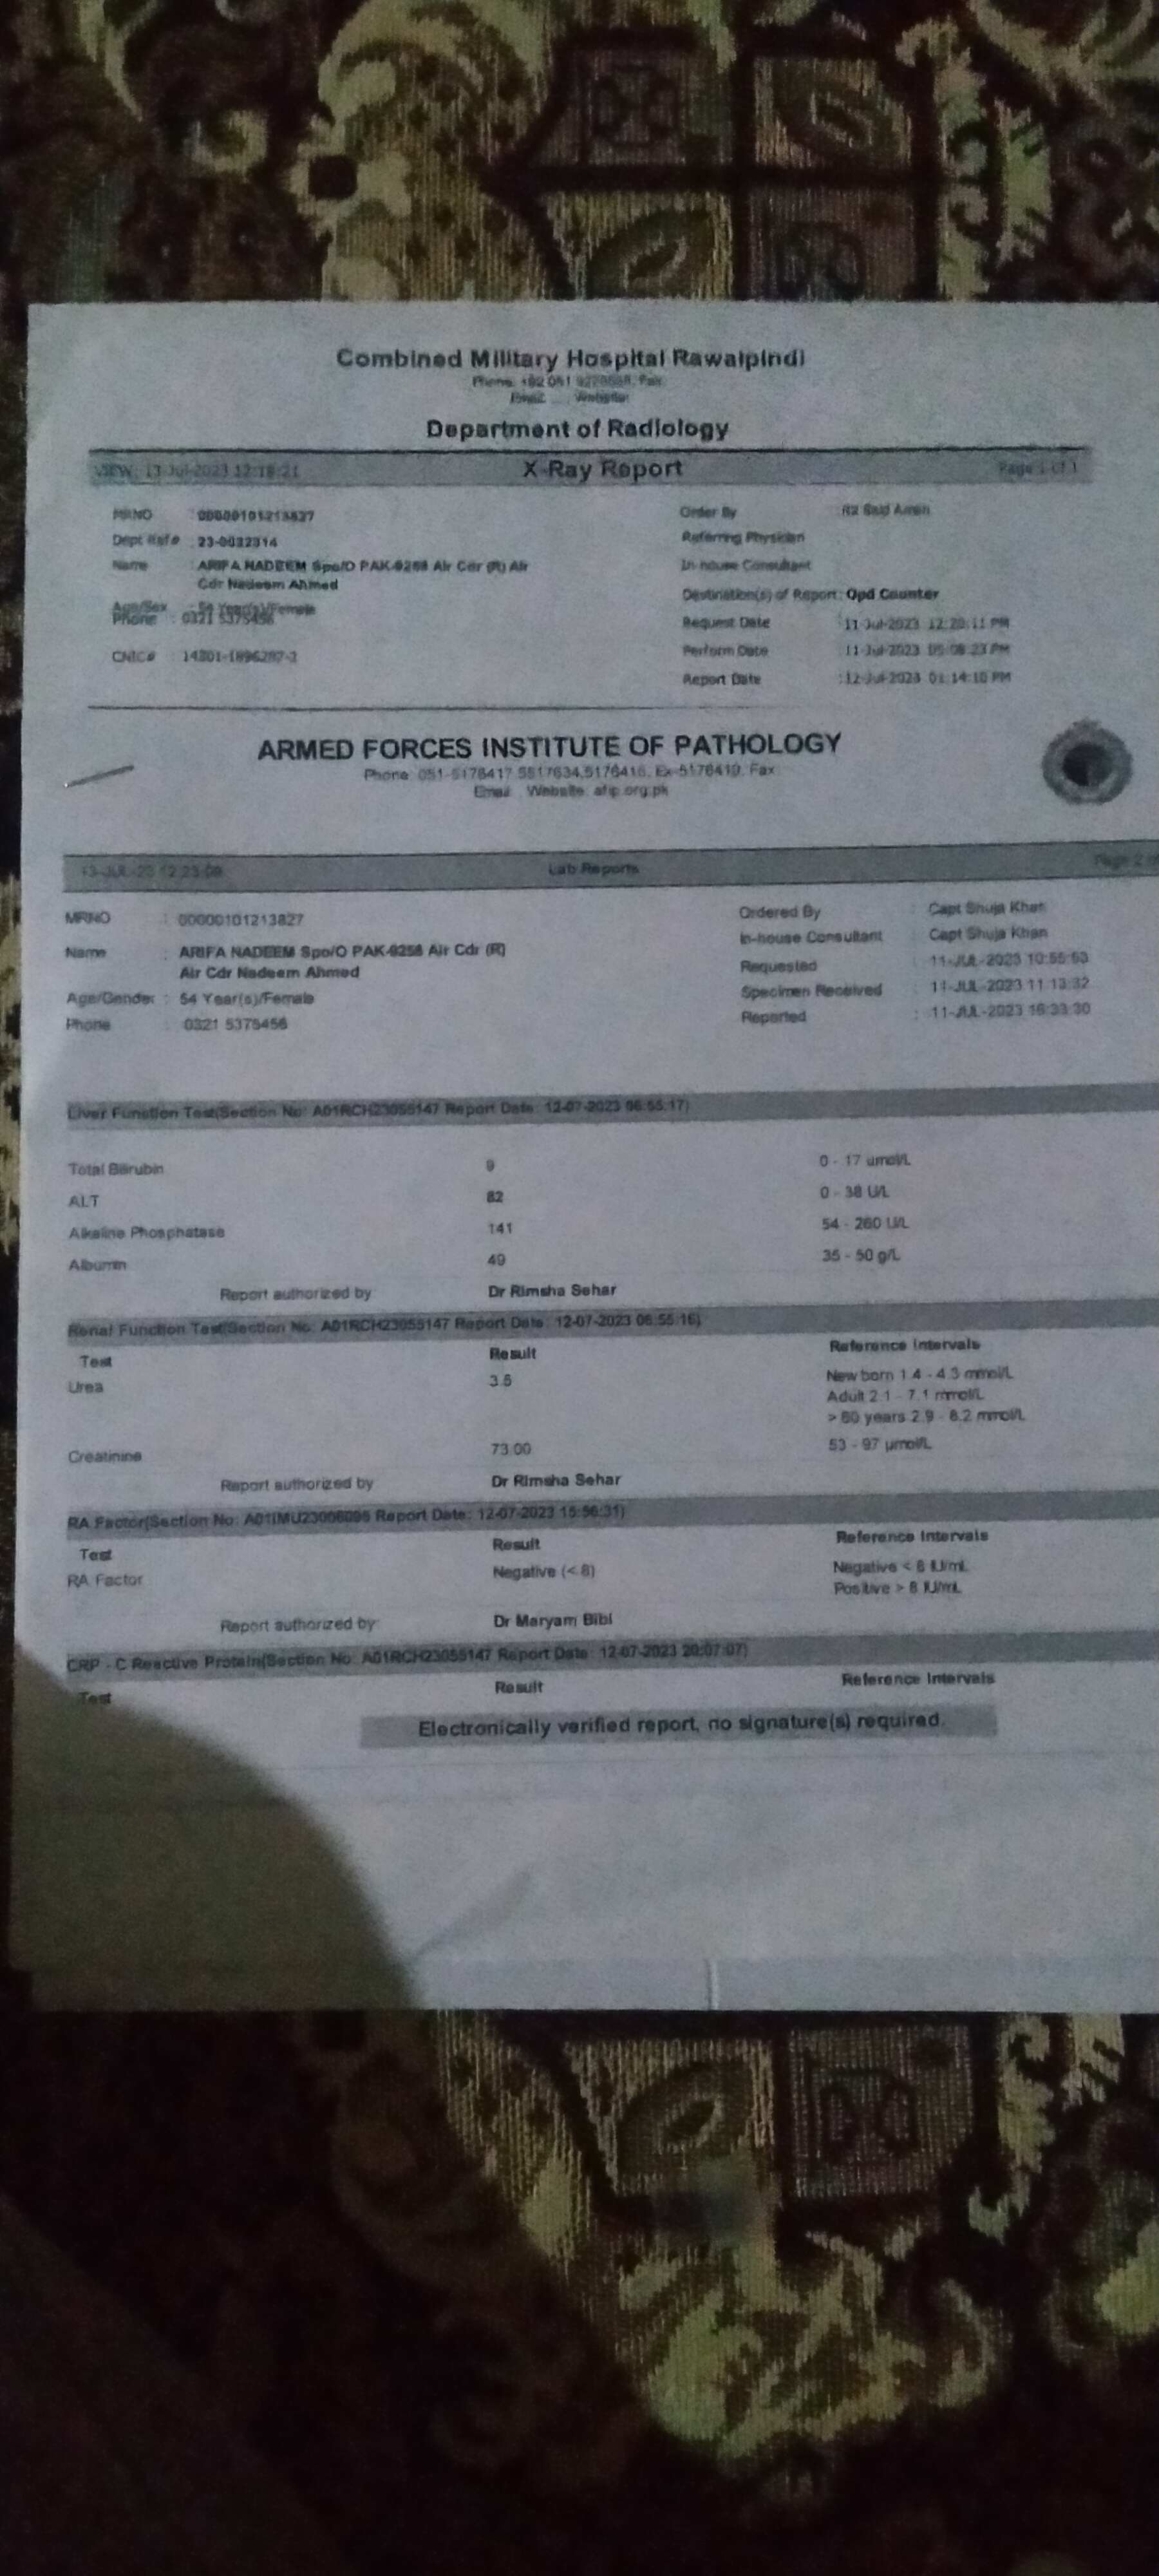 Combined Military Hospital Rawalpindi
Phone: +92 051 Fax:
Email: Website:
Department of Radiology
VIEW: 13-Jul-2023 12:18:21 X-Ray Report Page 1 of 1
MRNO : 00000101213827 Order By : R2 Said Amin
Dept Ref# : 23-0032314 Referring Physician
Name : ARIFA NADEEM Spo/O PAK-9258 Air Cdr (R) Air In-house Consultant
Cdr Nadeem Ahmed
Destination(s) of Report: Opd Counter
Age/Sex : 54 Year(s)/Female
Phone : 0321 5375456 Request Date : 11-Jul-2023 12:20:11 PM
Perform Date : 11-Jul-2023 05:08:23 PM
CNIC# : 14301-1896287-2
Report Date : 12-Jul-2023 01:14:10 PM
ARMED FORCES INSTITUTE OF PATHOLOGY
Phone: 051-5176417,5517634,5176416, Ex-5176419, Fax:
Email: Website: afip.org.pk
13-JUL-23 12:23:09 Lab Reports Page 2 of
MRNO : 00000101213827 Ordered By : Capt Shuja Khan
In-house Consultant : Capt Shuja Khan
Name : ARIFA NADEEM Spo/O PAK-9258 Air Cdr (R)
Air Cdr Nadeem Ahmed
Requested : 11-JUL-2023 10:55:53
Age/Gender : 54 Year(s)/Female Specimen Received : 11-JUL-2023 11:13:32
Phone : 0321 5375456 Reported : 11-JUL-2023 16:33:30
Liver Function Test(Section No: A01RCH23055147 Report Date: 12-07-2023 06:55:17)
Total Bilirubin 9 0 - 17 umol/L
ALT 82 0 - 38 U/L
Alkaline Phosphatase 141 54 - 260 U/L
Albumin 49 35 - 50 g/L
Report authorized by Dr Rimsha Sehar
Renal Function Test(Section No: A01RCH23055147 Report Date: 12-07-2023 06:55:16)
Test Result Reference Intervals
Urea 3.5 New born 1.4 - 4.3 mmol/L
Adult 2.1 - 7.1 mmol/L
> 60 years 2.9 - 8.2 mmol/L
Creatinine 73.00 53 - 97 µmol/L
Report authorized by Dr Rimsha Sehar
RA Factor(Section No: Report Date: 12-07-2023 15:56:31)
Test Result Reference Intervals
RA Factor Negative (< 8) Negative < 8 IU/mL
Positive > 8 IU/mL
Report authorized by: Dr Maryam Bibi
CRP - C Reactive Protein(Section No: A01RCH23055147 Report Date: 12-07-2023 20:07:07)
Test Result Reference Intervals
Electronically verified report, no signature(s) required.